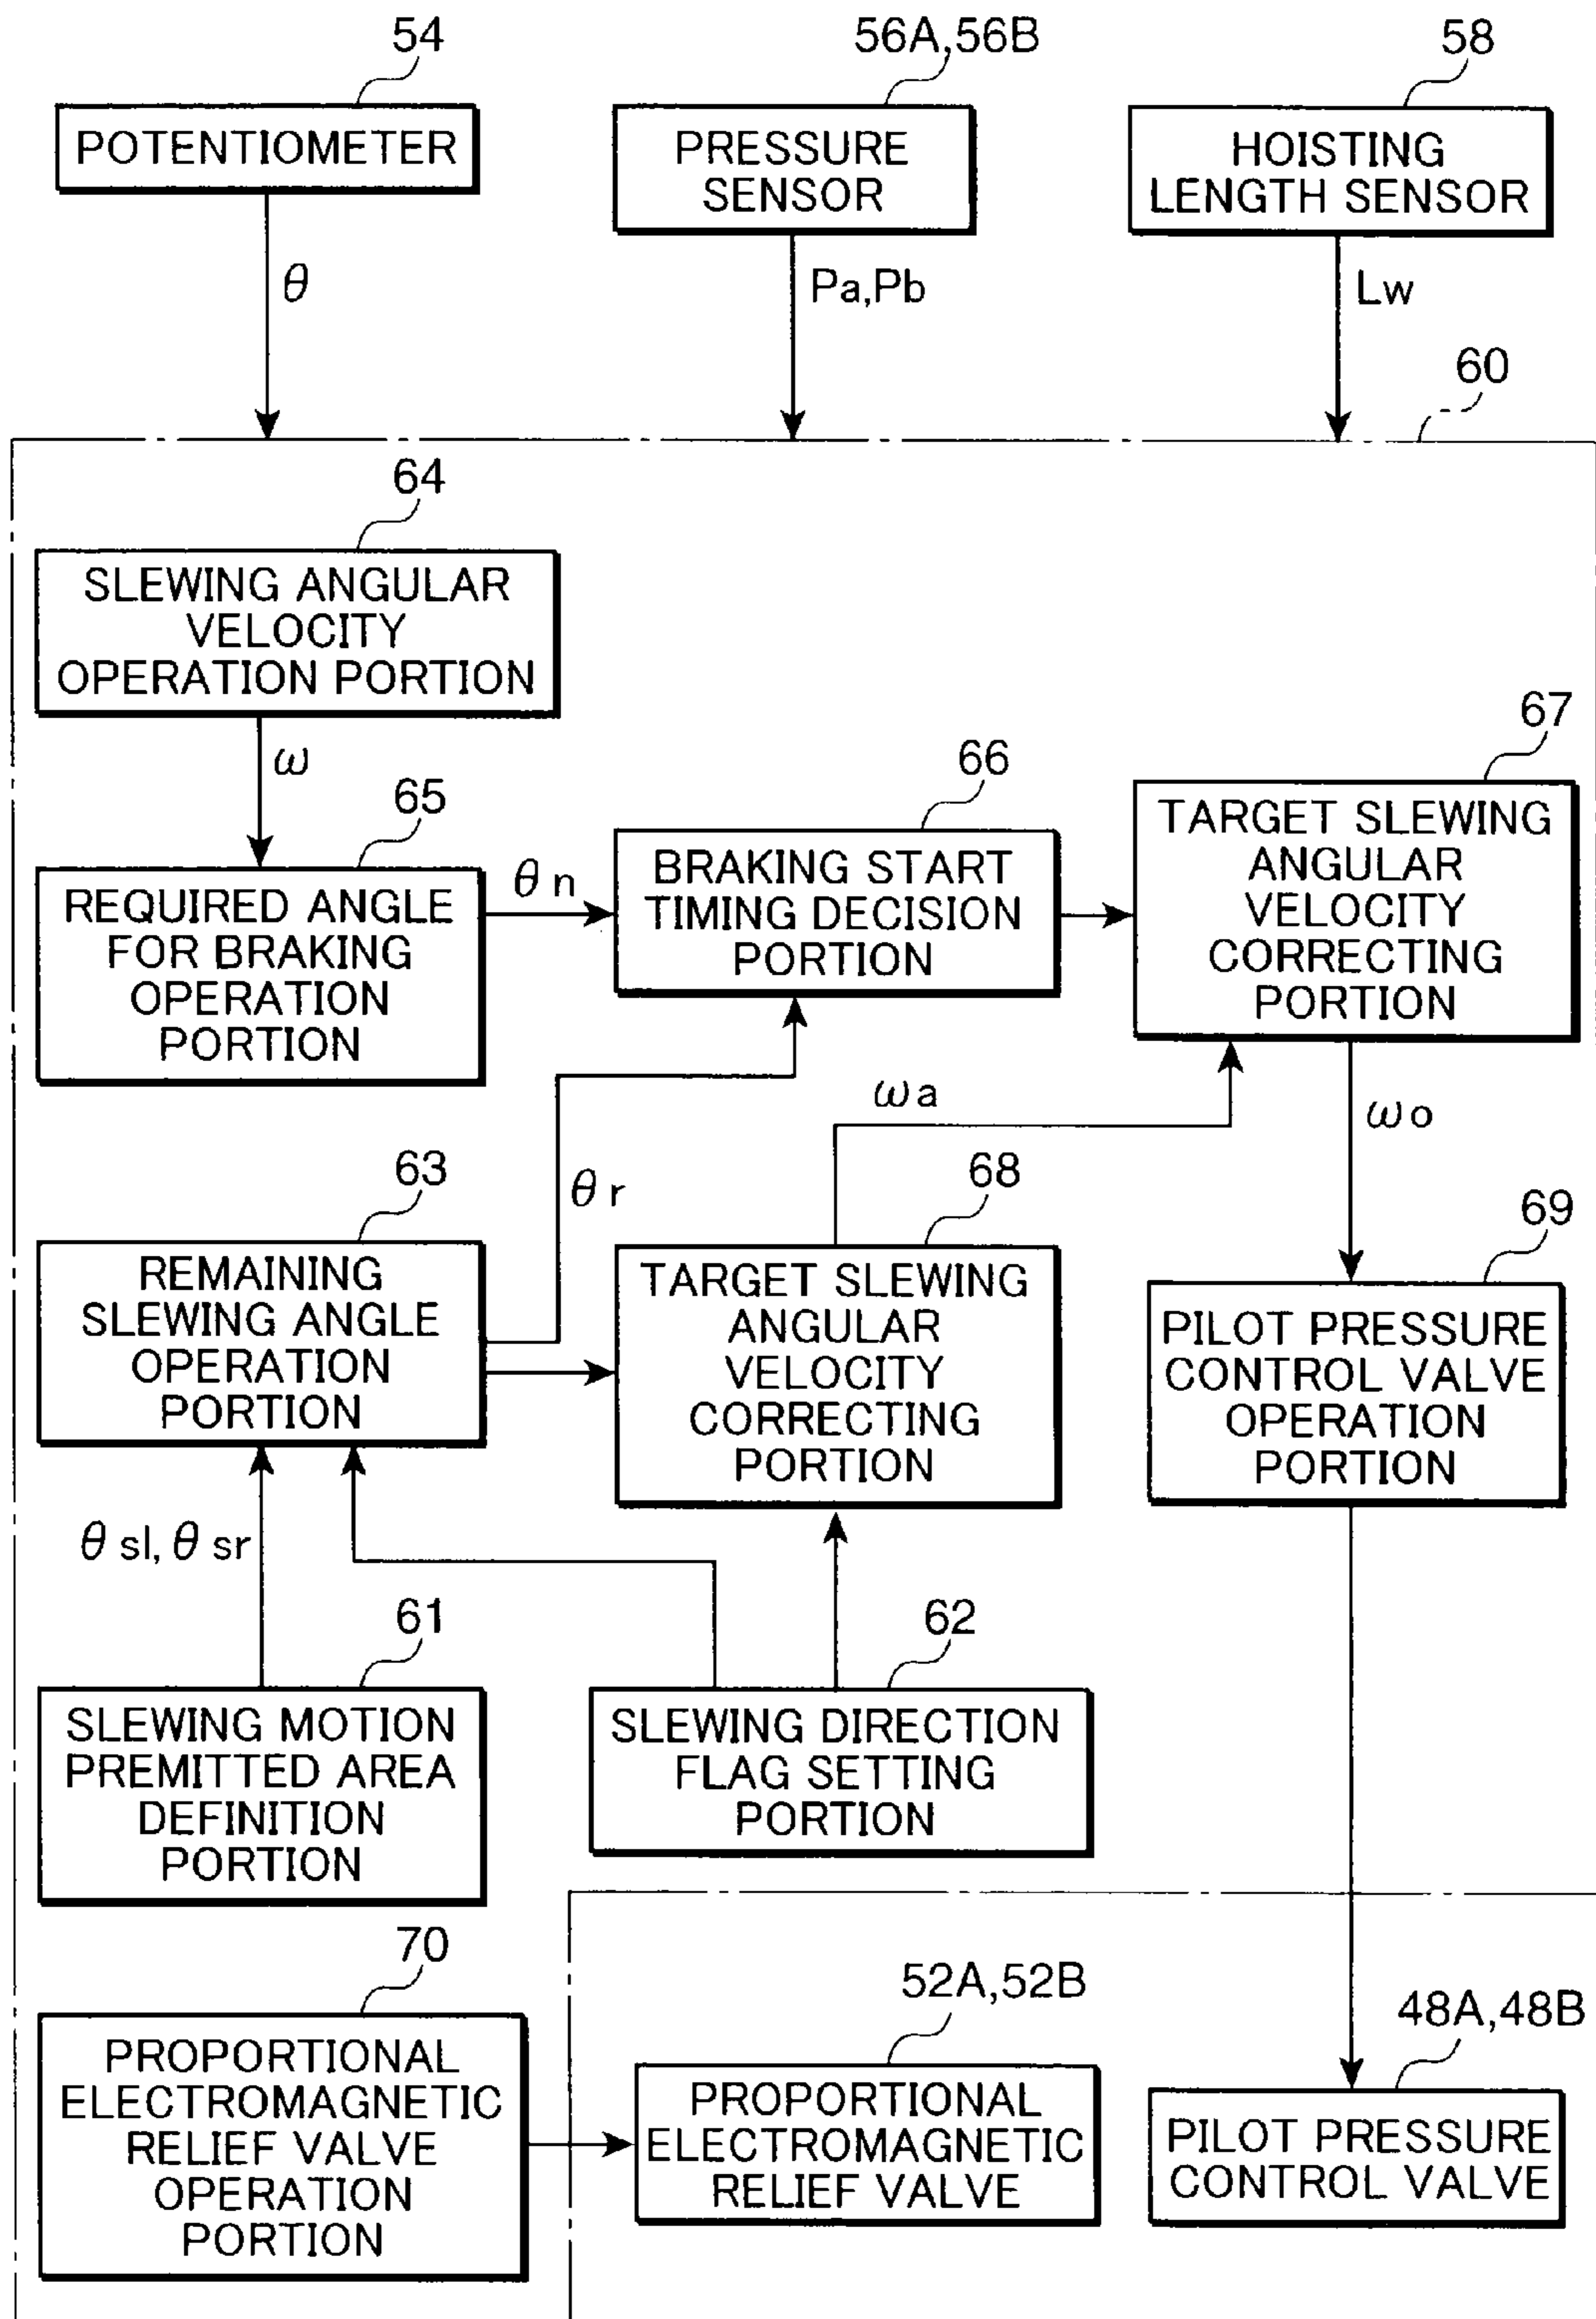 54
POTENTIOMETER
θ
56A,56B
PRESSURE
SENSOR
Pa,Pb
58
HOISTING
LENGTH SENSOR
Lw
60
64
SLEWING ANGULAR
VELOCITY
OPERATION PORTION
ω
65
REQUIRED ANGLE
FOR BRAKING
OPERATION
PORTION
θn
66
BRAKING START
TIMING DECISION
PORTION
67
TARGET SLEWING
ANGULAR
VELOCITY
CORRECTING
PORTION
ωa
ωo
63
REMAINING
SLEWING ANGLE
OPERATION
PORTION
θr
68
TARGET SLEWING
ANGULAR
VELOCITY
CORRECTING
PORTION
69
PILOT PRESSURE
CONTROL VALVE
OPERATION
PORTION
θsl, θsr
61
SLEWING MOTION
PREMITTED AREA
DEFINITION
PORTION
62
SLEWING DIRECTION
FLAG SETTING
PORTION
70
PROPORTIONAL
ELECTROMAGNETIC
RELIEF VALVE
OPERATION
PORTION
52A,52B
PROPORTIONAL
ELECTROMAGNETIC
RELIEF VALVE
48A,48B
PILOT PRESSURE
CONTROL VALVE